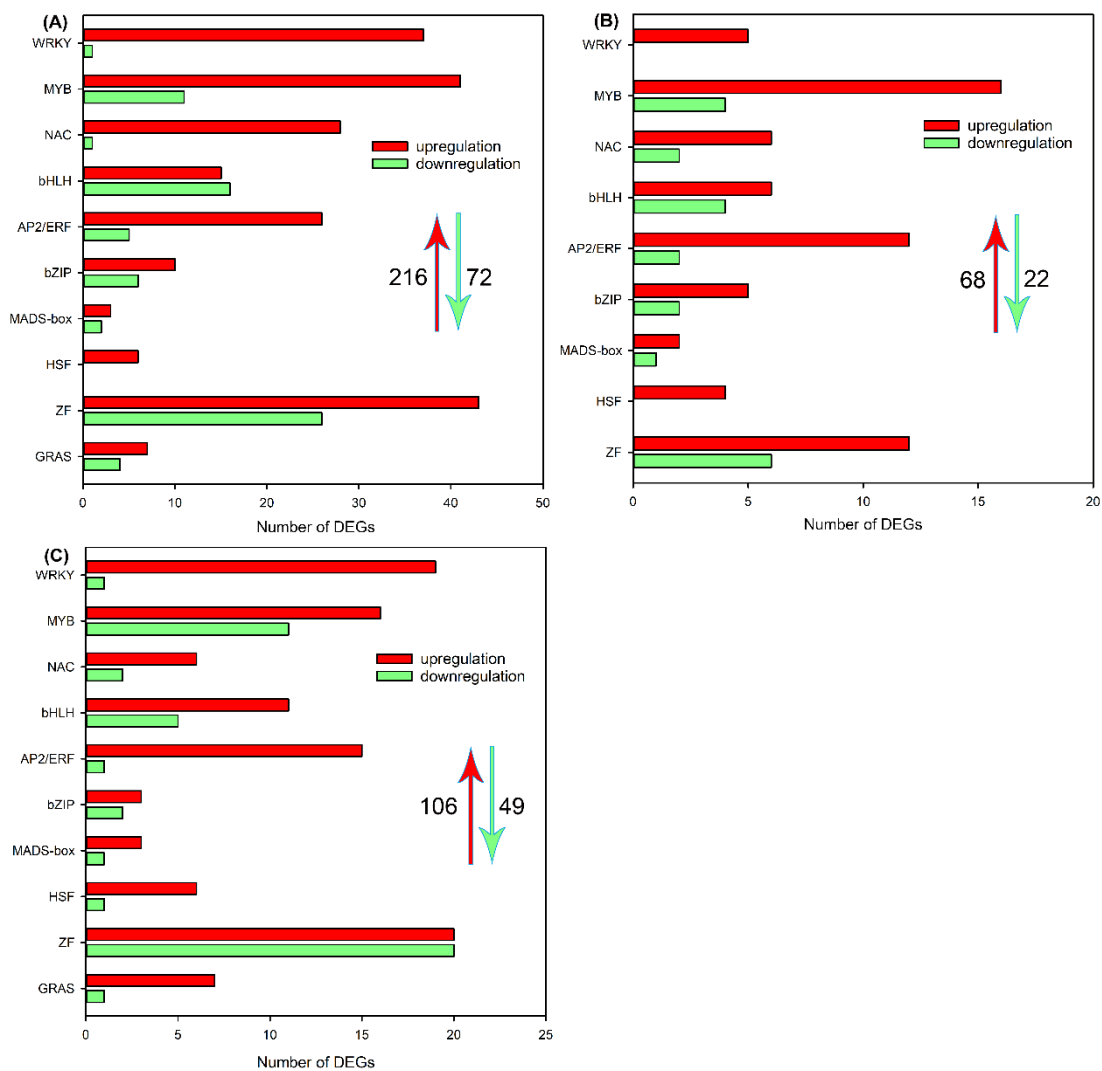 (A)
WRKY
MYB
NAC
bHLH
AP2/ERF
bZIP
MADS-box
HSF
ZF
GRAS
upregulation
downregulation
216 72
0 10 20 30 40 50
Number of DEGs
(B)
WRKY
MYB
NAC
bHLH
AP2/ERF
bZIP
MADS-box
HSF
ZF
upregulation
downregulation
68 22
0 5 10 15 20
Number of DEGs
(C)
WRKY
MYB
NAC
bHLH
AP2/ERF
bZIP
MADS-box
HSF
ZF
GRAS
upregulation
downregulation
106 49
0 5 10 15 20 25
Number of DEGs